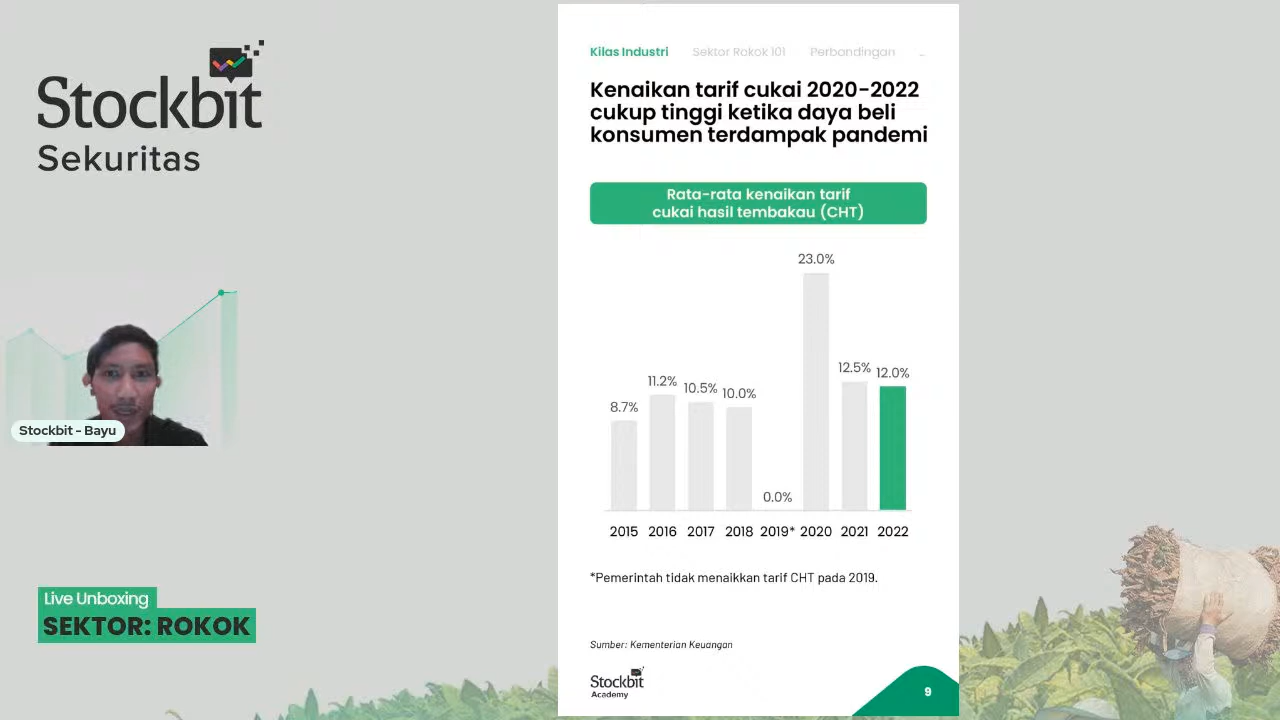 Stockbit
Sekuritas
Stockbit - Bayu
Live Unboxing
SEKTOR: ROKOK
Kilas Industri Sektor Rokok 101 Perbandingan ...
Kenaikan tarif cukai 2020-2022
cukup tinggi ketika daya beli
konsumen terdampak pandemi
Rata-rata kenaikan tarif
cukai hasil tembakau (CHT)
8.7% 11.2% 10.5% 10.0% 0.0% 23.0% 12.5% 12.0%
2015 2016 2017 2018 2019* 2020 2021 2022
*Pemerintah tidak menaikkan tarif CHT pada 2019.
Sumber: Kementerian Keuangan
Stockbit
Academy
9